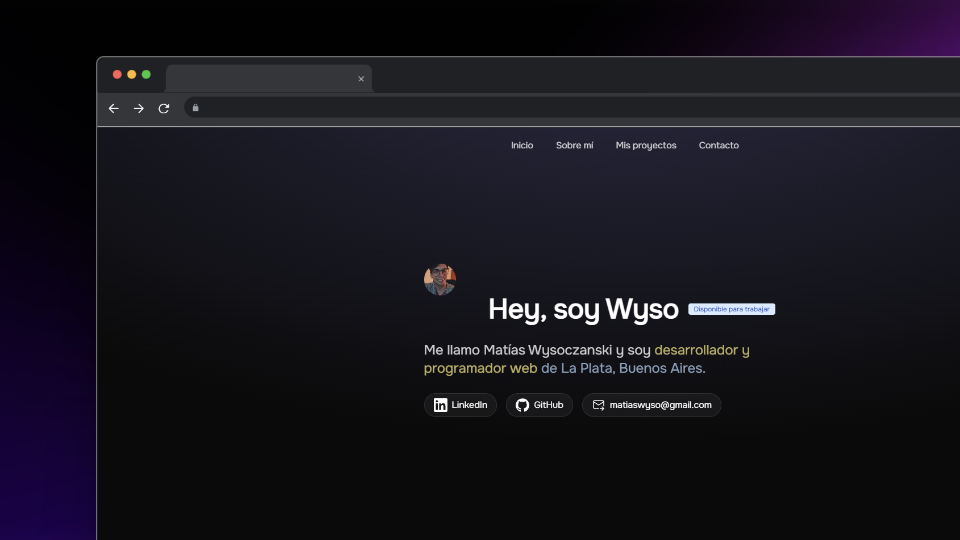 Inicio Sobre mí Mis proyectos Contacto
Hey, soy Wyso Disponible para trabajar
Me llamo Matías Wysoczanski y soy desarrollador y
programador web de La Plata, Buenos Aires.
LinkedIn GitHub matiaswyso@gmail.com